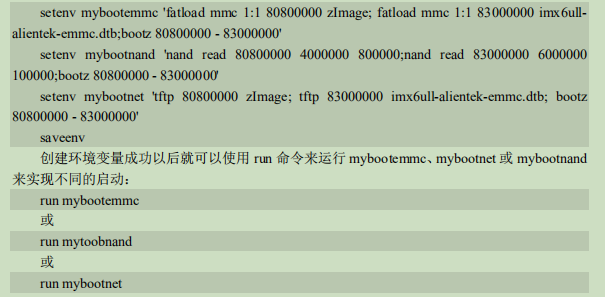 setenv mybootemmc 'fatload mmc 1:1 80800000 zImage; fatload mmc 1:1 83000000 imx6ull-
alientek-emmc.dtb;bootz 80800000 - 83000000'
setenv mybootnand 'nand read 80800000 4000000 800000;nand read 83000000 6000000
100000;bootz 80800000 - 83000000'
setenv mybootnet 'tftp 80800000 zImage; tftp 83000000 imx6ull-alientek-emmc.dtb; bootz
80800000 - 83000000'
saveenv
创建环境变量成功以后就可以使用 run 命令来运行 mybootemmc、mybootnet 或 mybootnand
来实现不同的启动：
run mybootemmc
或
run mytoobnand
或
run mybootnet